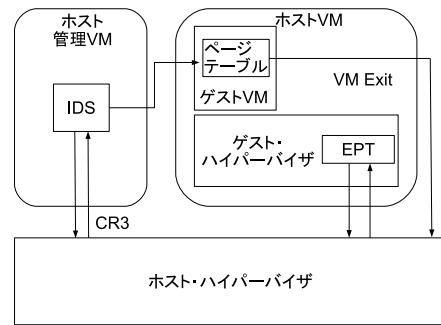 ホスト
管理VM
IDS
CR3
ホストVM
ページ
テーブル
ゲストVM
VM Exit
ゲスト・
ハイパーバイザ
EPT
ホスト・ハイパーバイザ